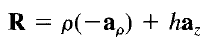 R = ρ(−a_ρ) + ha_z